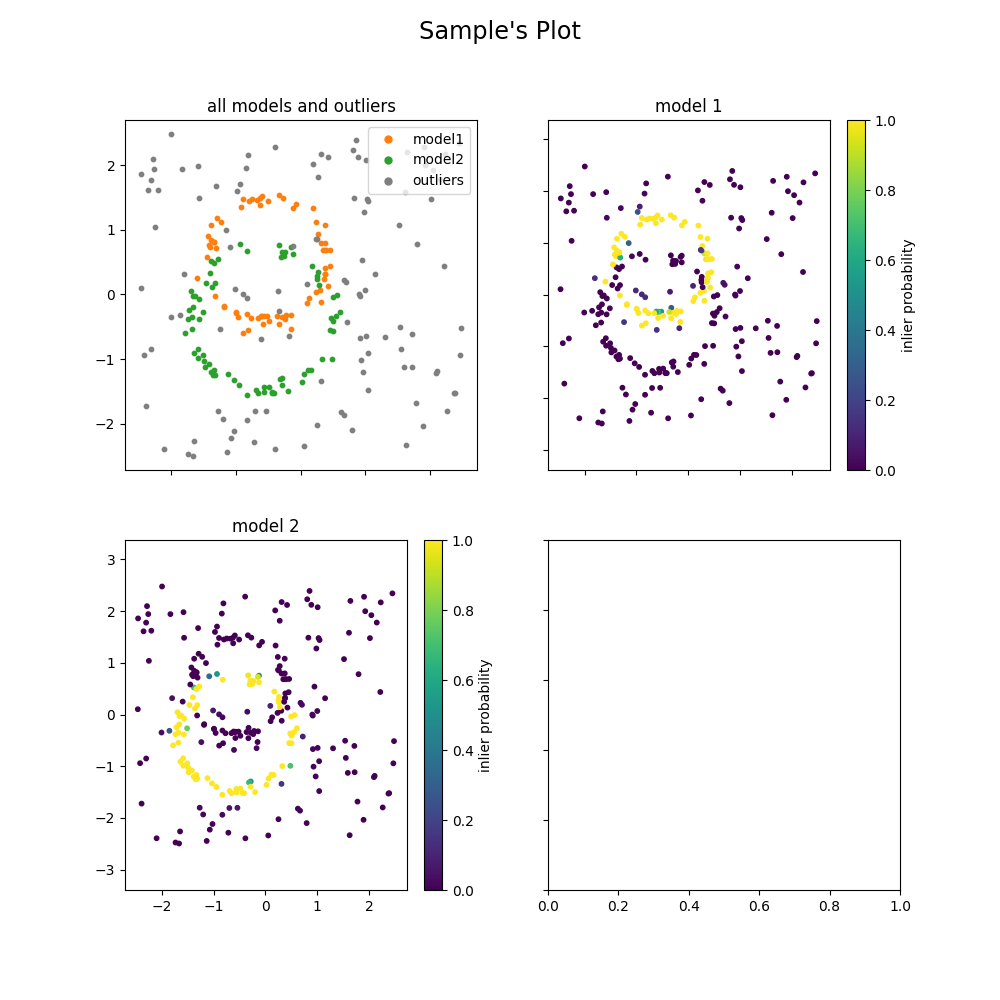 Sample's Plot
all models and outliers
model1
model2
outliers
2
1
0
−1
−2
model 1
1.0
0.8
0.6
0.4
0.2
0.0
inlier probability
model 2
3
2
1
0
−1
−2
−3
−2 −1 0 1 2
1.0
0.8
0.6
0.4
0.2
0.0
inlier probability
0.0 0.2 0.4 0.6 0.8 1.0